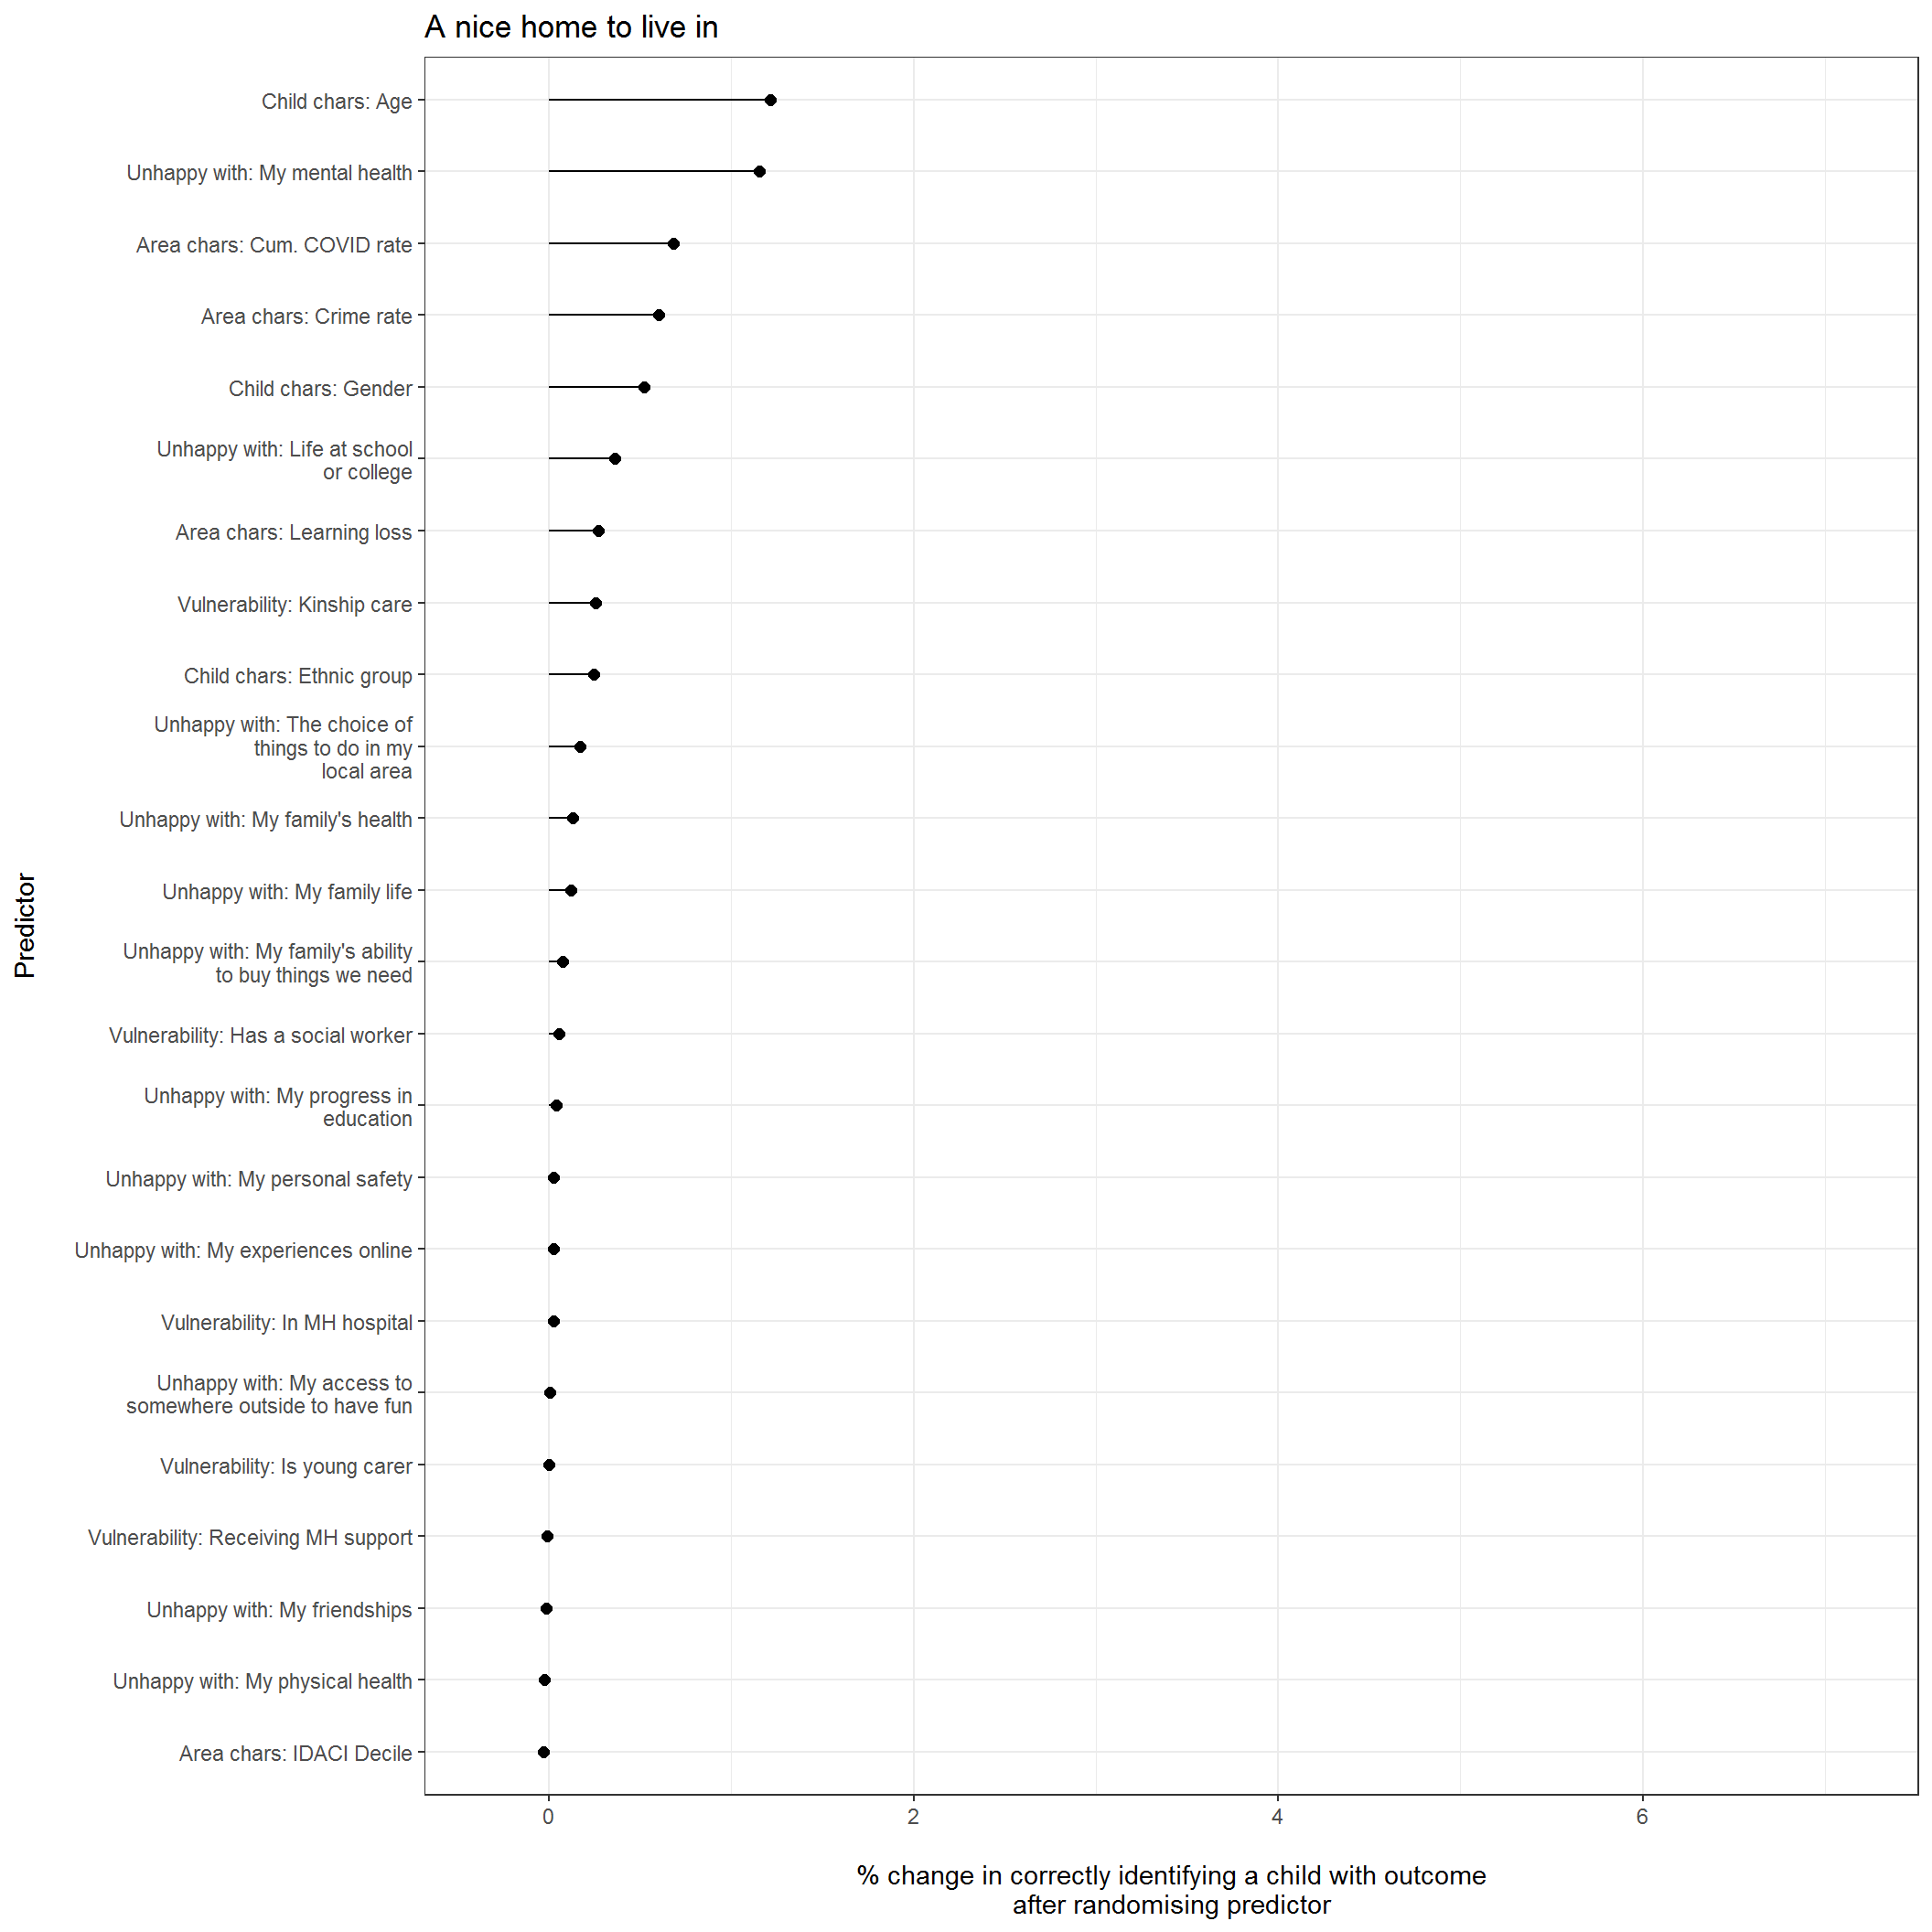 A nice home to live in
Child chars: Age
Unhappy with: My mental health
Area chars: Cum. COVID rate
Area chars: Crime rate
Child chars: Gender
Unhappy with: Life at school
or college
Area chars: Learning loss
Vulnerability: Kinship care
Child chars: Ethnic group
Unhappy with: The choice of
things to do in my
local area
Unhappy with: My family's health
Unhappy with: My family life
Unhappy with: My family's ability
to buy things we need
Vulnerability: Has a social worker
Unhappy with: My progress in
education
Unhappy with: My personal safety
Unhappy with: My experiences online
Vulnerability: In MH hospital
Unhappy with: My access to
somewhere outside to have fun
Vulnerability: Is young carer
Vulnerability: Receiving MH support
Unhappy with: My friendships
Unhappy with: My physical health
Area chars: IDACI Decile
Predictor
0 2 4 6
% change in correctly identifying a child with outcome
after randomising predictor